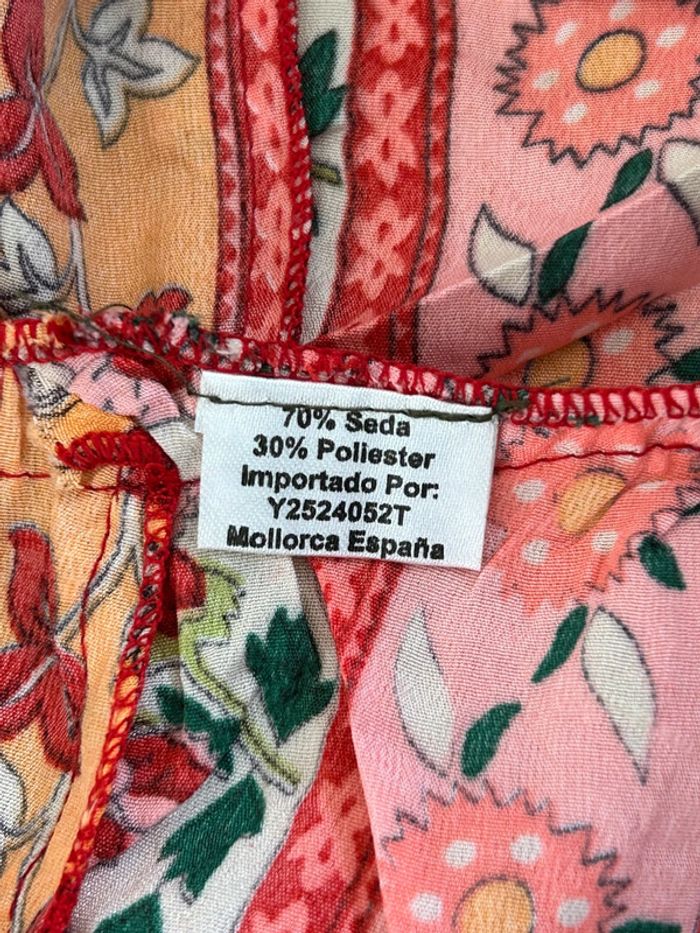 70% Seda
30% Poliester
Importado Por:
Y2524052T
Mollorca España